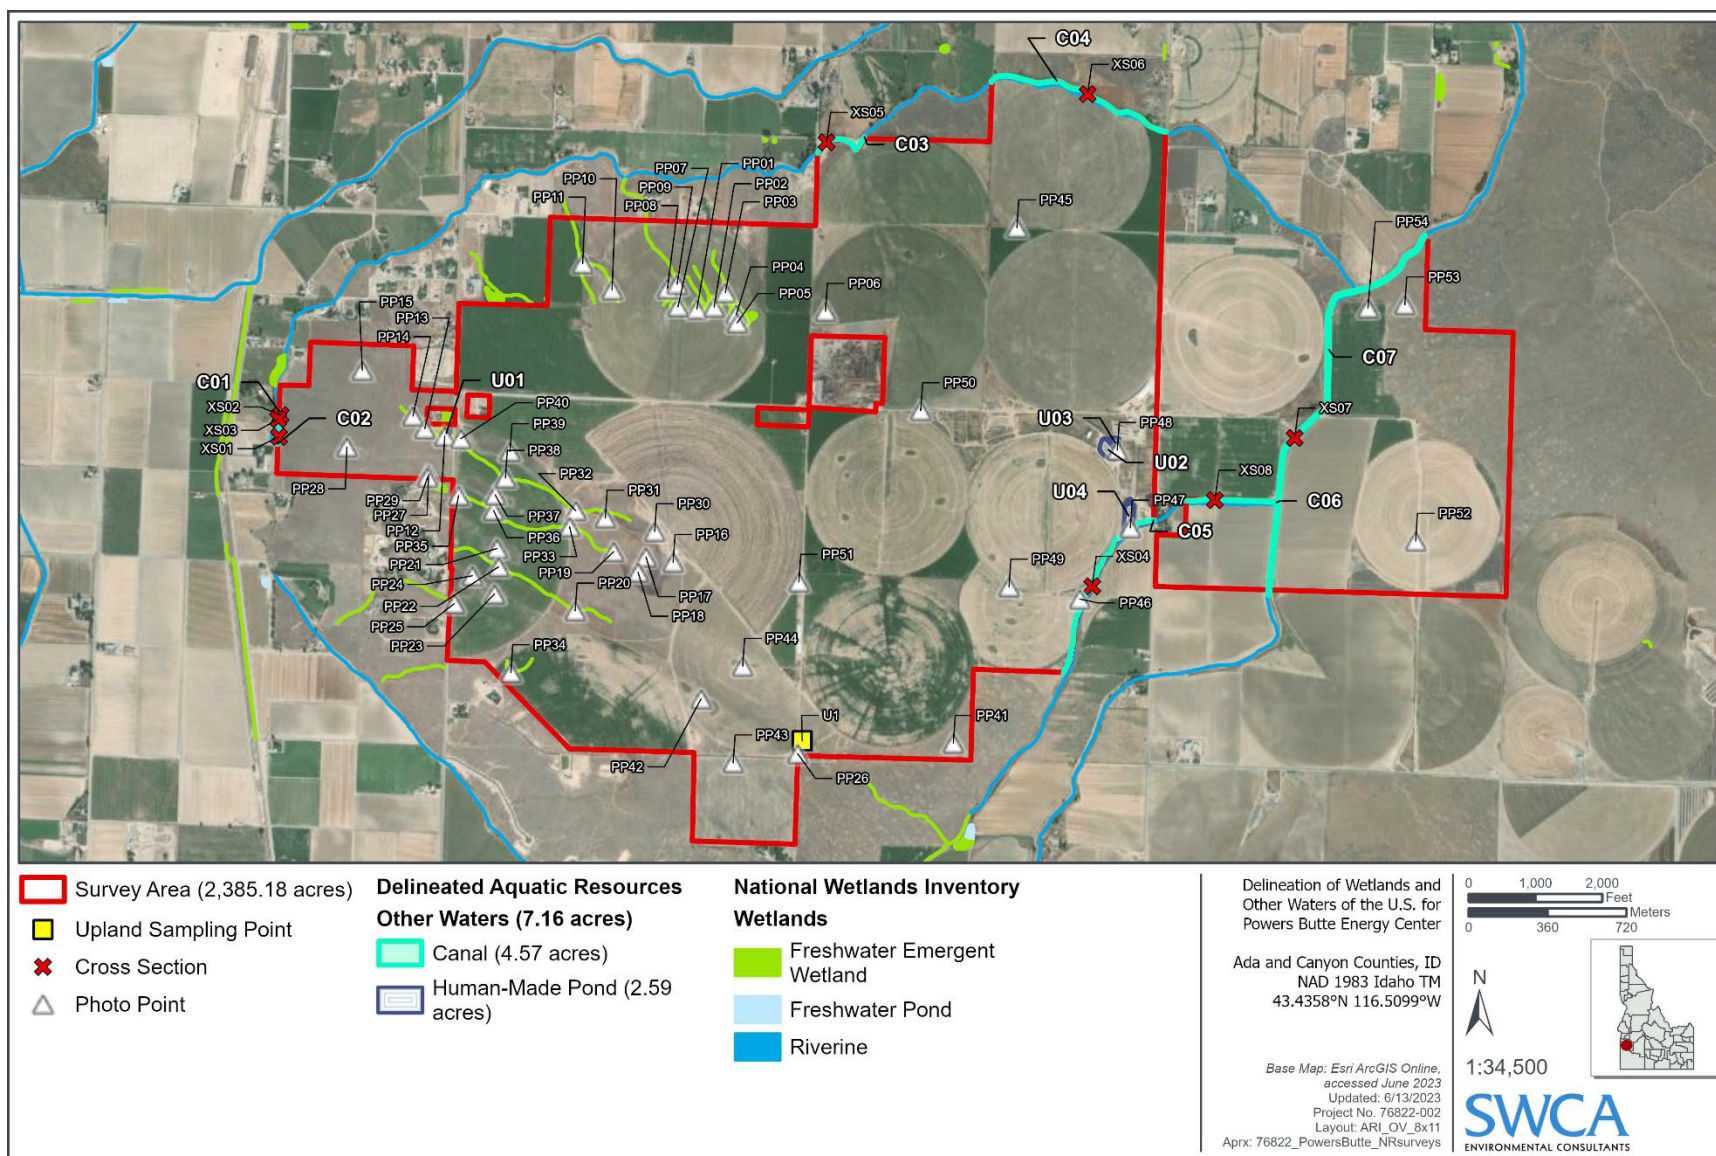 C04
XS06
XS05
C03
PP07
PP01
PP10
PP09
PP02
PP11
PP08
PP03
PP45
PP54
PP04
PP53
PP15
PP05
PP06
PP13
PP14
C07
C01
U01
PP50
XS02
C02
PP40
XS03
PP39
U03
PP48
XS07
XS01
PP38
U02
PP32
XS08
PP28
PP29
PP31
PP30
U04
PP47
PP27
PP37
C06
PP12
PP36
PP16
C05
PP52
PP35
PP33
PP51
PP49
XS04
PP21
PP19
PP24
PP20
PP17
PP22
PP18
PP46
PP25
PP23
PP34
PP44
PP43
U1
PP41
PP42
PP26
Survey Area (2,385.18 acres)
Upland Sampling Point
Cross Section
Photo Point
Delineated Aquatic Resources
Other Waters (7.16 acres)
Canal (4.57 acres)
Human-Made Pond (2.59
acres)
National Wetlands Inventory
Wetlands
Freshwater Emergent
Wetland
Freshwater Pond
Riverine
Delineation of Wetlands and
Other Waters of the U.S. for
Powers Butte Energy Center
Ada and Canyon Counties, ID
NAD 1983 Idaho TM
43.4358°N 116.5099°W
Base Map: Esri ArcGIS Online,
accessed June 2023
Updated: 6/13/2023
Project No. 76822-002
Layout: ARI_OV_8x11
Aprx: 76822_PowersButte_NRsurveys
0 1,000 2,000
Feet
Meters
0 360 720
N
1:34,500
SWCA
ENVIRONMENTAL CONSULTANTS